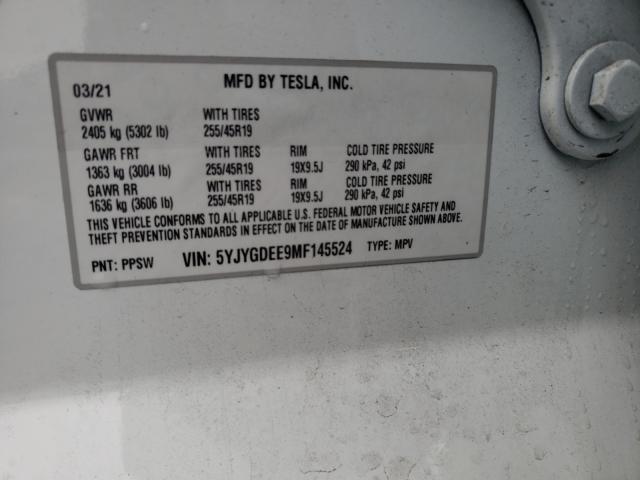 MFD BY TESLA, INC.
03/21
GVWR WITH TIRES
2405 kg (5302 lb) 255/45R19
GAWR FRT WITH TIRES RIM COLD TIRE PRESSURE
1363 kg (3004 lb) 255/45R19 19X9.5J 290 kPa, 42 psi
GAWR RR WITH TIRES RIM COLD TIRE PRESSURE
1636 kg (3606 lb) 255/45R19 19X9.5J 290 kPa, 42 psi
THIS VEHICLE CONFORMS TO ALL APPLICABLE U.S. FEDERAL MOTOR VEHICLE SAFETY AND
THEFT PREVENTION STANDARDS IN EFFECT ON THE DATE OF MANUFACTURE SHOWN ABOVE.
PNT: PPSW VIN: 5YJYGDEE9MF145524 TYPE: MPV